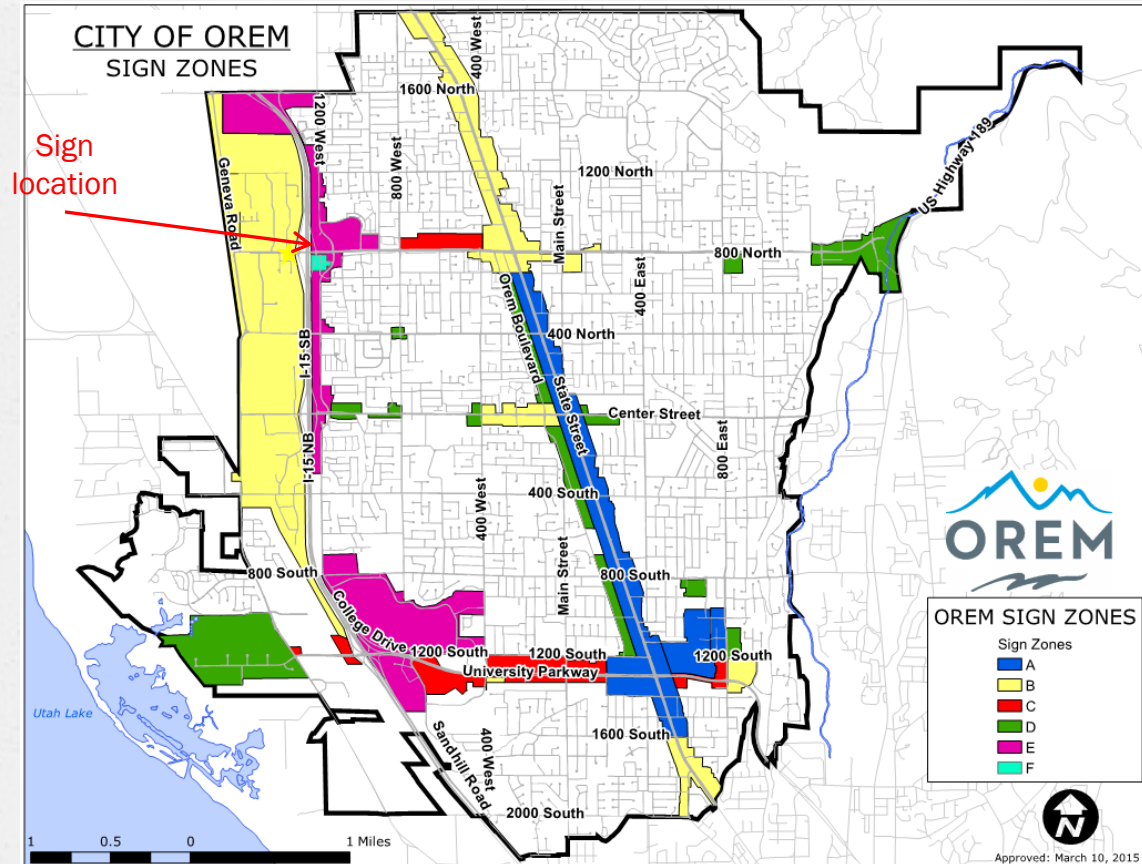 CITY OF OREM
SIGN ZONES
Sign
location
400 West
1600 North
1200 West
800 West
1200 North
Main Street
US Highway 189
Geneva Road
800 North
400 East
Orem Boulevard
400 North
I-15 SB
State Street
Center Street
800 East
I-15 NB
400 South
400 West
OREM
800 South
Main Street
800 South
College Drive
1200 South
1200 South
1200 South
University Parkway
OREM SIGN ZONES
Sign Zones
A
B
C
D
E
F
Utah Lake
Sandhill Road
400 West
1600 South
2000 South
N
1 0.5 0 1 Miles
Approved: March 10, 2015